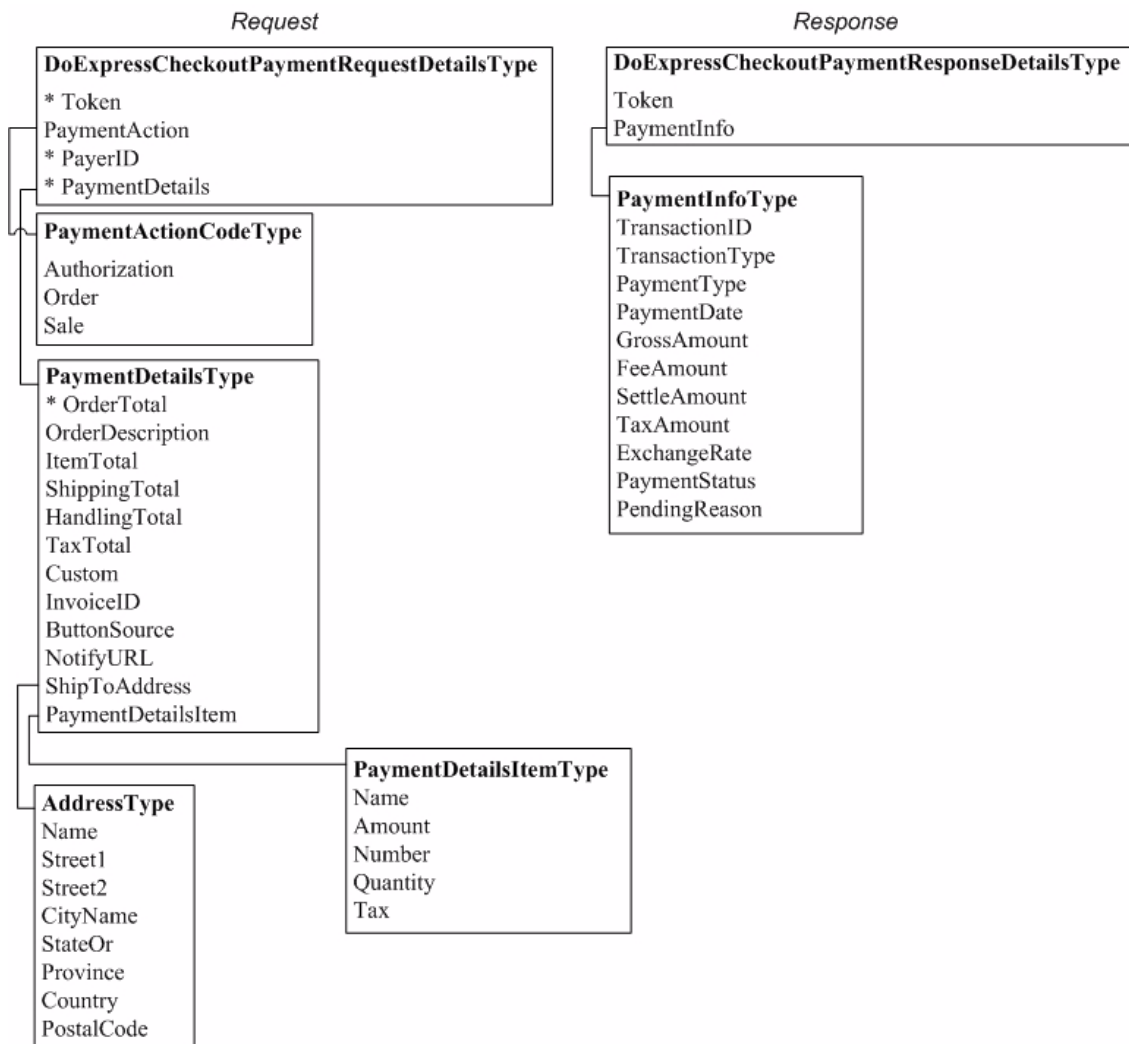 Request
DoExpressCheckoutPaymentRequestDetailsType
* Token
PaymentAction
* PayerID
* PaymentDetails
PaymentActionCodeType
Authorization
Order
Sale
PaymentDetailsType
* OrderTotal
OrderDescription
ItemTotal
ShippingTotal
HandlingTotal
TaxTotal
Custom
InvoiceID
ButtonSource
NotifyURL
ShipToAddress
PaymentDetailsItem
PaymentDetailsItemType
Name
Amount
Number
Quantity
Tax
AddressType
Name
Street1
Street2
CityName
StateOr
Province
Country
PostalCode
Response
DoExpressCheckoutPaymentResponseDetailsType
Token
PaymentInfo
PaymentInfoType
TransactionID
TransactionType
PaymentType
PaymentDate
GrossAmount
FeeAmount
SettleAmount
TaxAmount
ExchangeRate
PaymentStatus
PendingReason